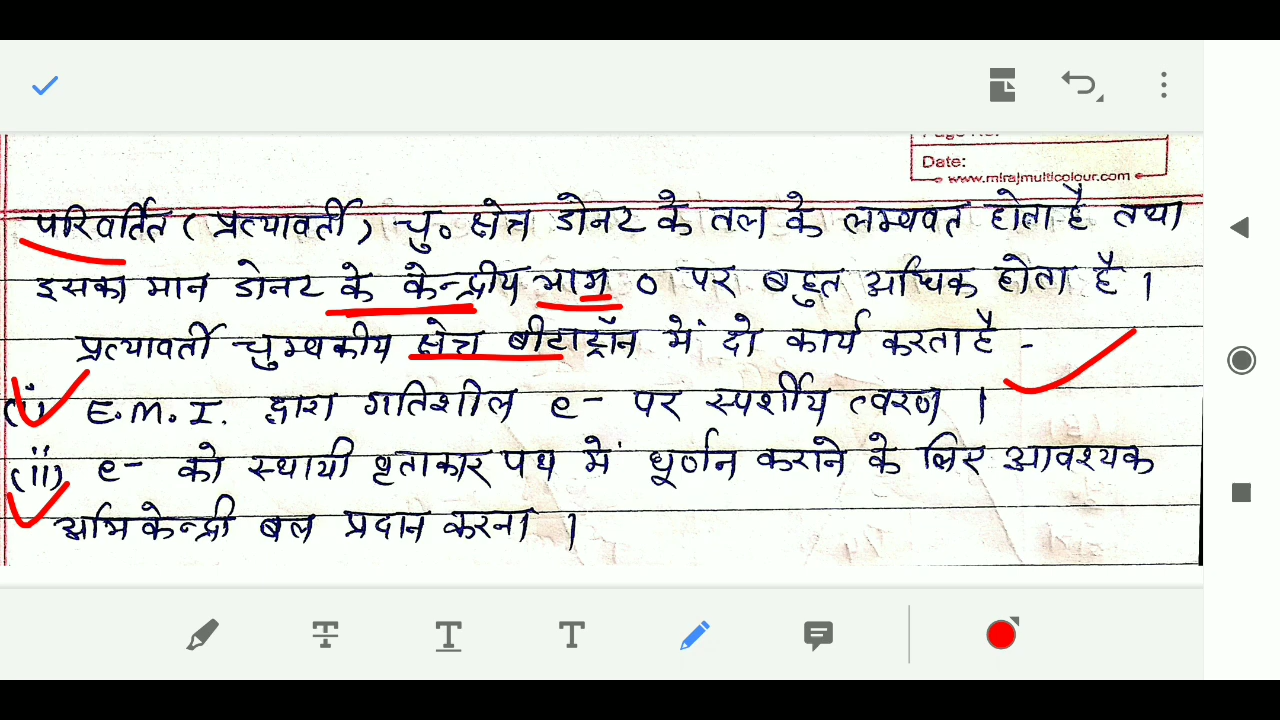 Date:
www.mirajmulticolour.com
परिवर्तित (प्रत्यावर्ती) चु० क्षेत्र डोनट के तल के लम्बवत होता है तथा
इसका मान डोनट के केन्द्रीय भाग O पर बहुत अधिक होता है ।
प्रत्यावर्ती चुम्बकीय क्षेत्र बीटाट्रॉन में दो कार्य करता है -
(i) E.M.I. द्वारा गतिशील e- पर स्पर्शीय त्वरण ।
(ii) e- को स्थायी वृताकार पथ में घूर्णन कराने के लिए आवश्यक
अभिकेन्द्री बल प्रदान करना ।
T T T